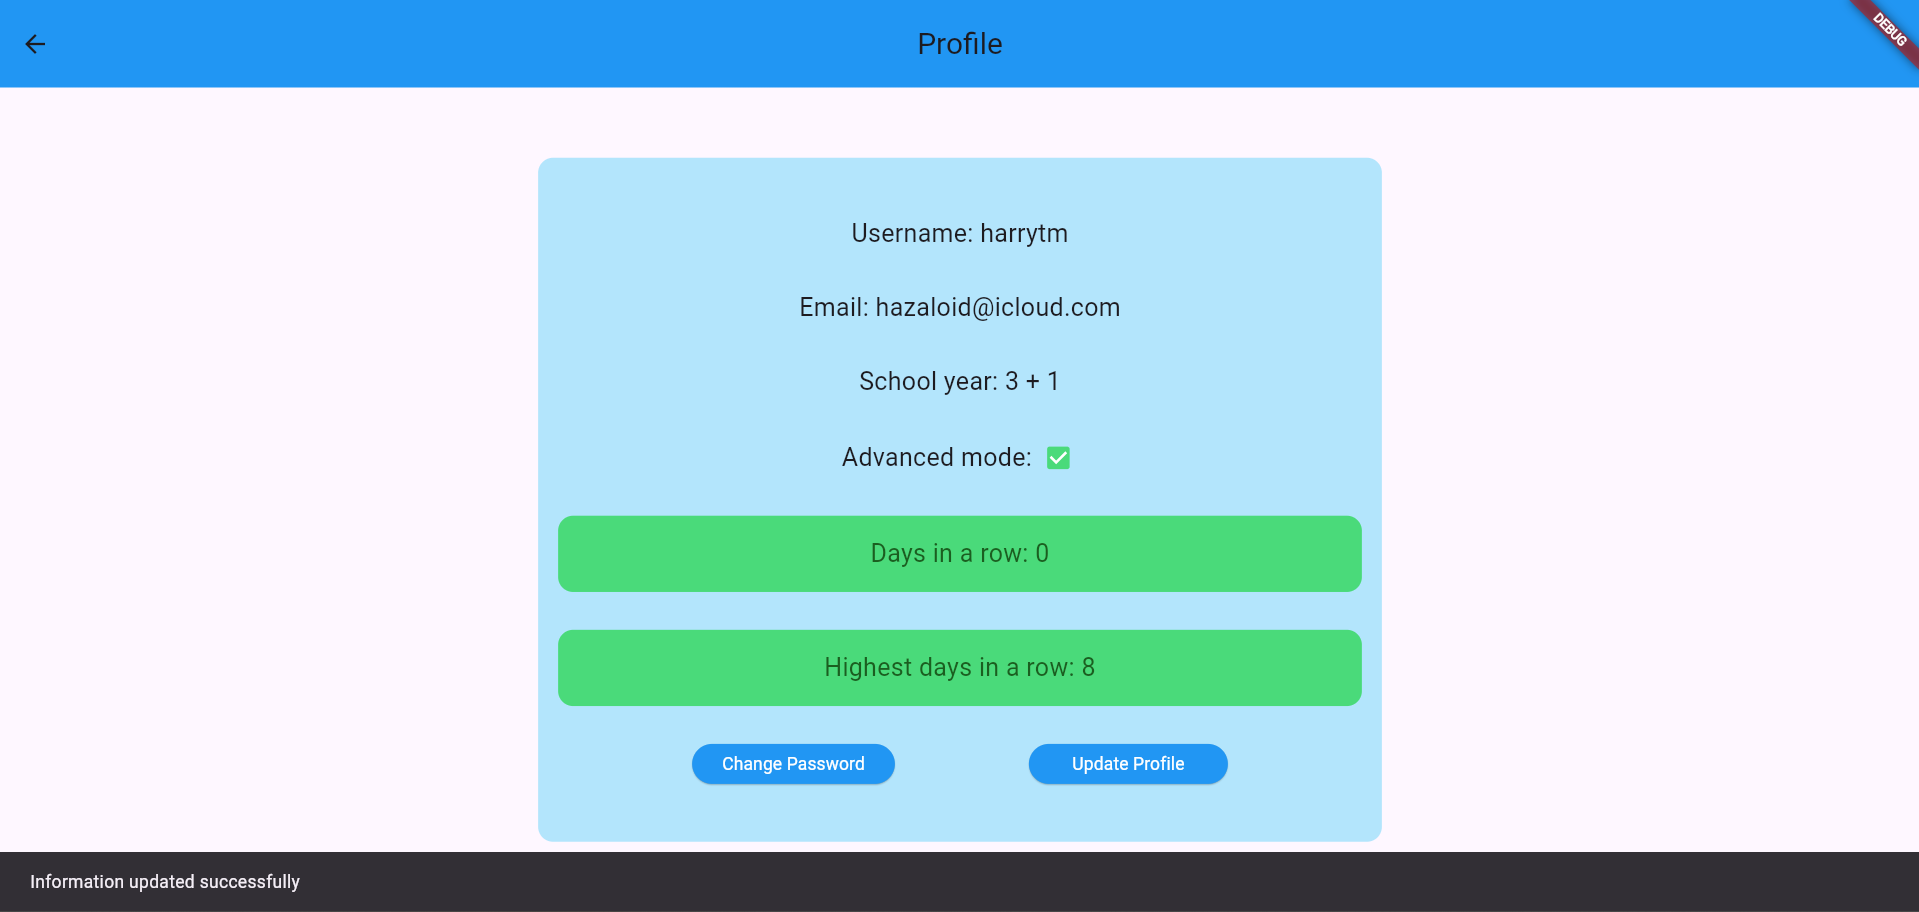 Profile
DEBUG
Username: harrytm
Email: hazaloid@icloud.com
School year: 3 + 1
Advanced mode:
Days in a row: 0
Highest days in a row: 8
Change Password
Update Profile
Information updated successfully